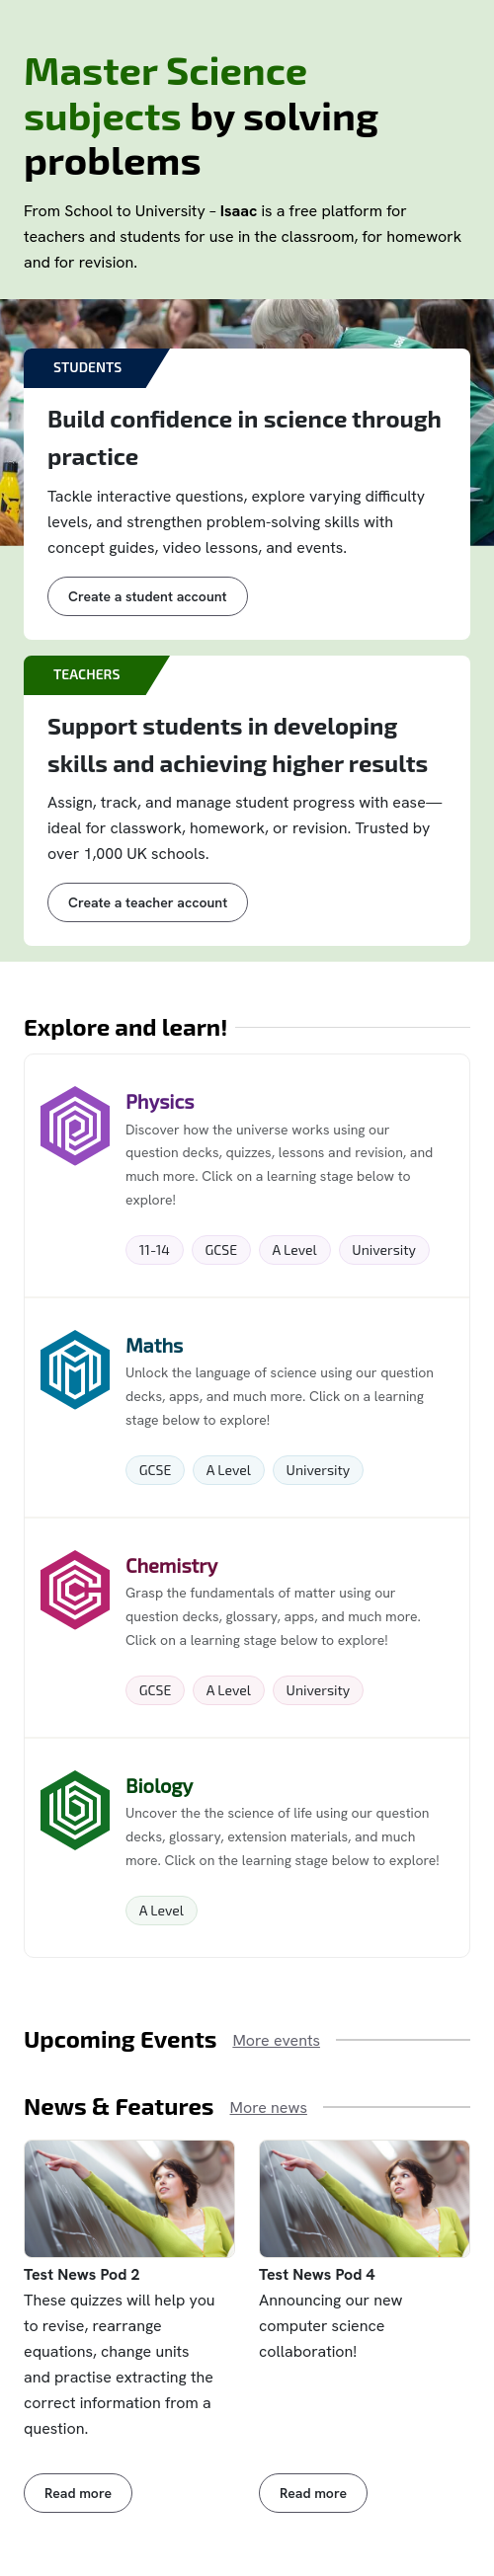 Master Science
subjects by solving
problems
From School to University – Isaac is a free platform for
teachers and students for use in the classroom, for homework
and for revision.
STUDENTS
Build confidence in science through
practice
Tackle interactive questions, explore varying difficulty
levels, and strengthen problem-solving skills with
concept guides, video lessons, and events.
Create a student account
TEACHERS
Support students in developing
skills and achieving higher results
Assign, track, and manage student progress with ease—
ideal for classwork, homework, or revision. Trusted by
over 1,000 UK schools.
Create a teacher account
Explore and learn!
Physics
Discover how the universe works using our
question decks, quizzes, lessons and revision, and
much more. Click on a learning stage below to
explore!
11-14 GCSE A Level University
Maths
Unlock the language of science using our question
decks, apps, and much more. Click on a learning
stage below to explore!
GCSE A Level University
Chemistry
Grasp the fundamentals of matter using our
question decks, glossary, apps, and much more.
Click on a learning stage below to explore!
GCSE A Level University
Biology
Uncover the the science of life using our question
decks, glossary, extension materials, and much
more. Click on the learning stage below to explore!
A Level
Upcoming Events More events
News & Features More news
Test News Pod 2
These quizzes will help you
to revise, rearrange
equations, change units
and practise extracting the
correct information from a
question.
Read more
Test News Pod 4
Announcing our new
computer science
collaboration!
Read more